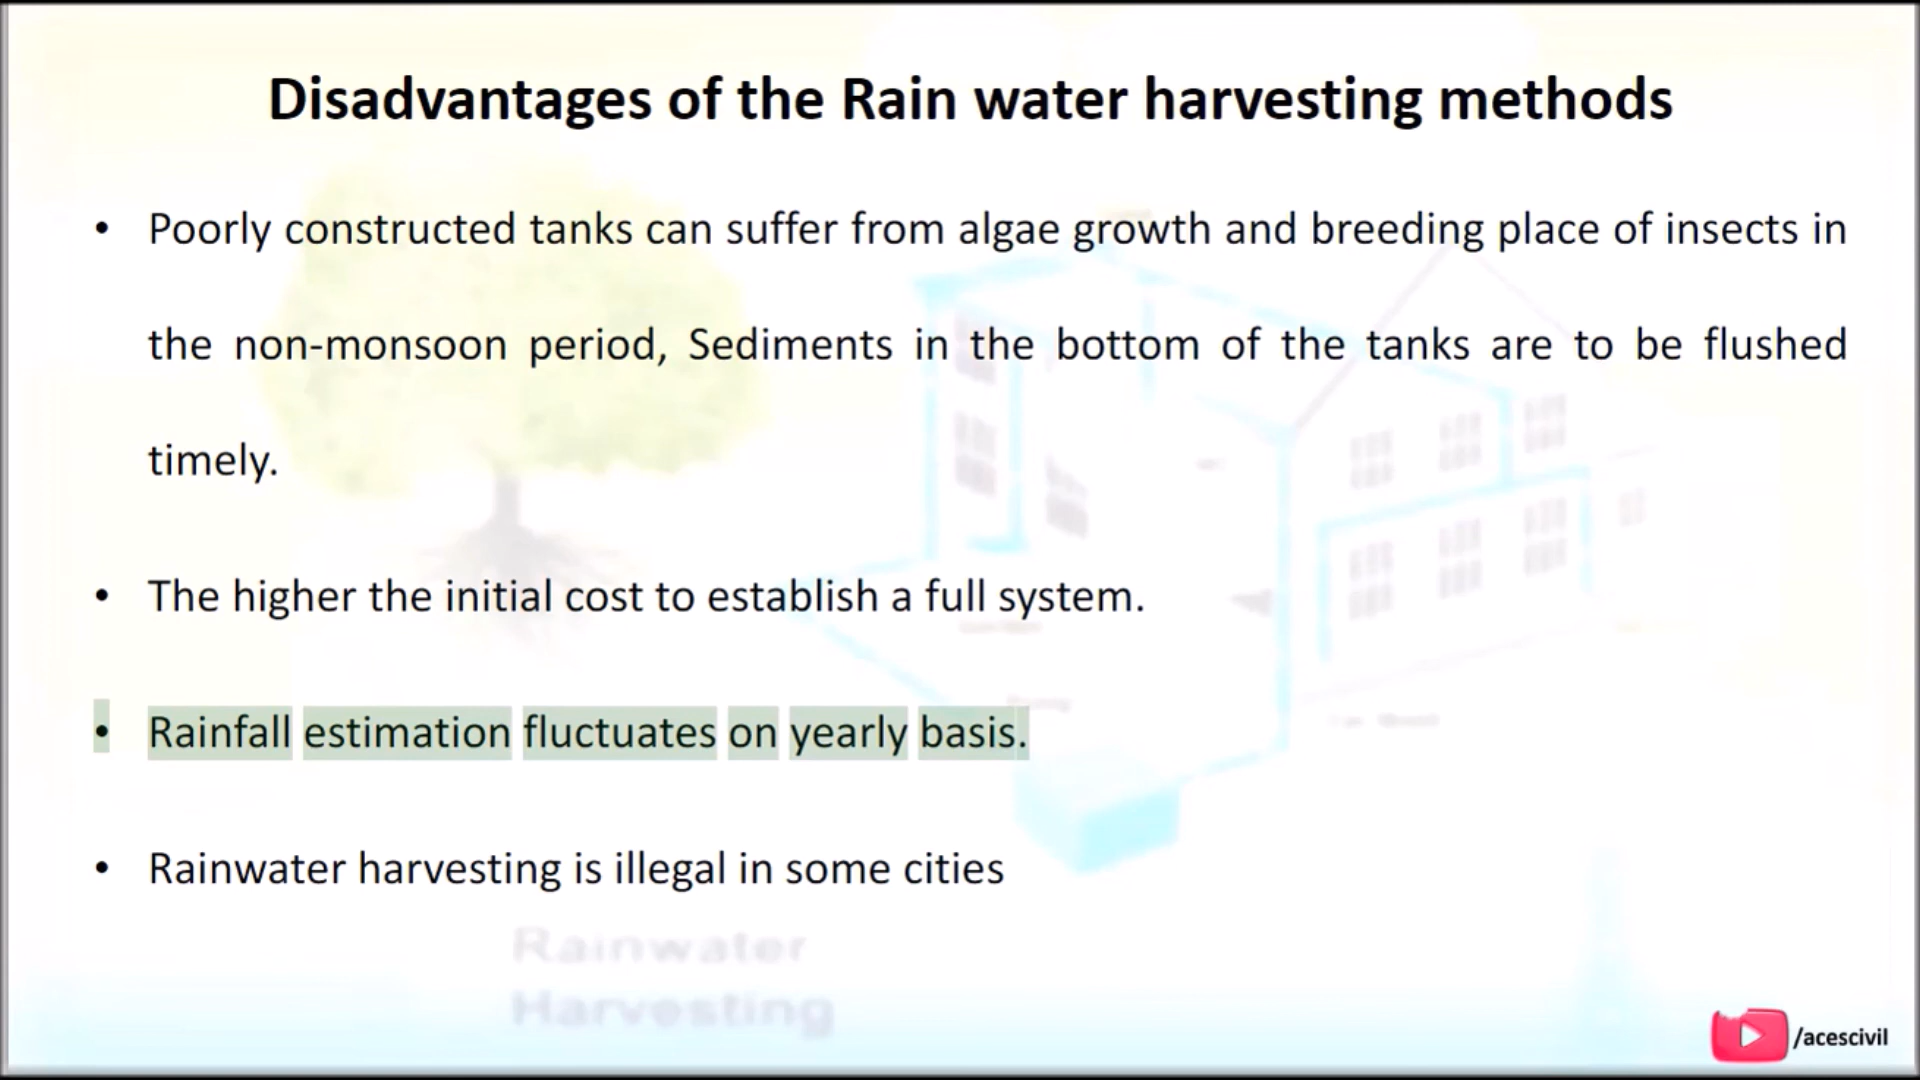 Disadvantages of the Rain water harvesting methods
• Poorly constructed tanks can suffer from algae growth and breeding place of insects in
the non-monsoon period, Sediments in the bottom of the tanks are to be flushed
timely.
• The higher the initial cost to establish a full system.
• Rainfall estimation fluctuates on yearly basis.
• Rainwater harvesting is illegal in some cities
Rainwater
Harvesting
/acescivil